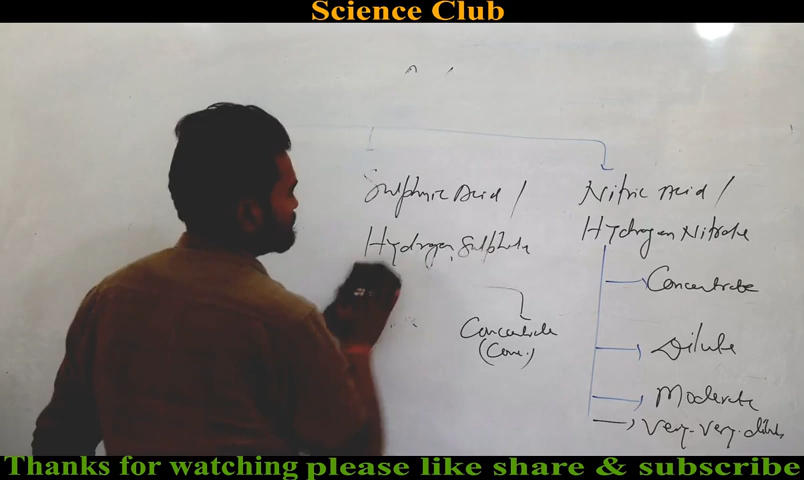 Science Club
Sulphuric Acid /
Hydrogen Sulphate
Concentrate
(Conc.)
Nitric Acid /
Hydrogen Nitrate
Concentrate
Dilute
Moderate
Very-Very-dilute
Thanks for watching please like share & subscribe